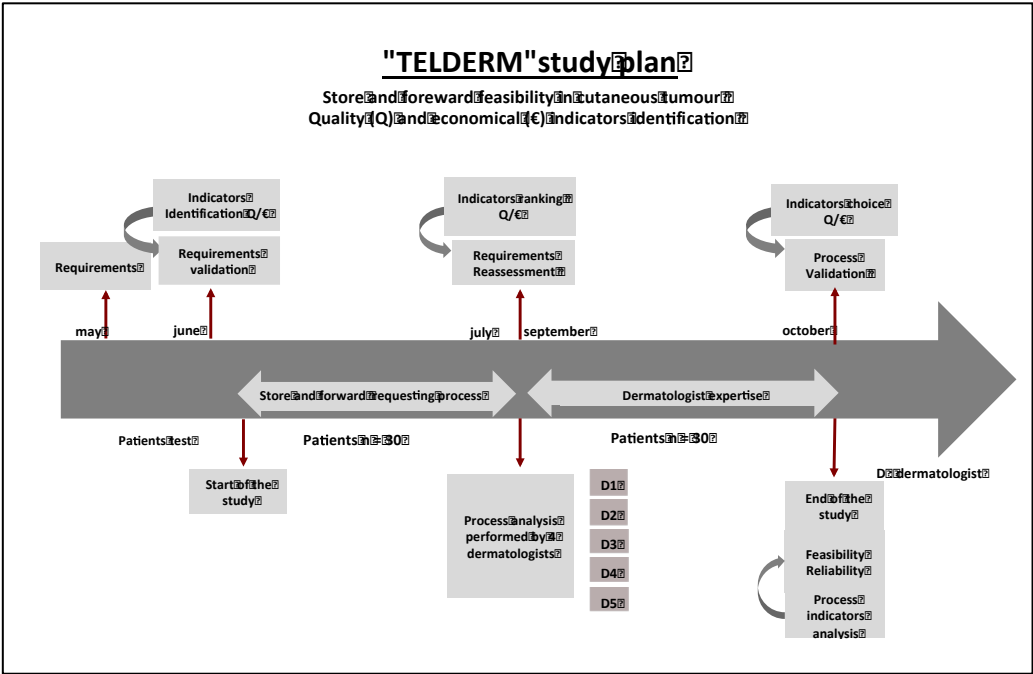 "TELDERM"study⍰plan⍰
Store⍰and⍰foreward⍰feasibility⍰in⍰cutaneous⍰tumour⍰
Quality⍰(Q)⍰and⍰economical⍰(€)⍰indicators⍰identification⍰⍰
Indicators⍰
Identification⍰Q/€⍰
Indicators⍰ranking⍰
Q/€⍰
Indicators⍰choice⍰
Q/€⍰
Requirements⍰
Requirements⍰
validation⍰
Requirements⍰
Reassessment⍰
Process⍰
Validation⍰
may⍰
june⍰
july⍰
september⍰
october⍰
Store⍰and⍰forward⍰requesting⍰process⍰
Dermatologist⍰expertise⍰
Patients⍰test⍰
Patients⍰n⍰=⍰30⍰
Patients⍰n⍰=⍰30⍰
Start⍰of⍰the⍰
study⍰
Process⍰analysis⍰
performed⍰by⍰4⍰
dermatologists⍰
D1⍰
D2⍰
D3⍰
D4⍰
D5⍰
D⍰:⍰dermatologist⍰
End⍰of⍰the⍰
study⍰
Feasibility⍰
Reliability⍰
Process⍰
indicators⍰
analysis⍰